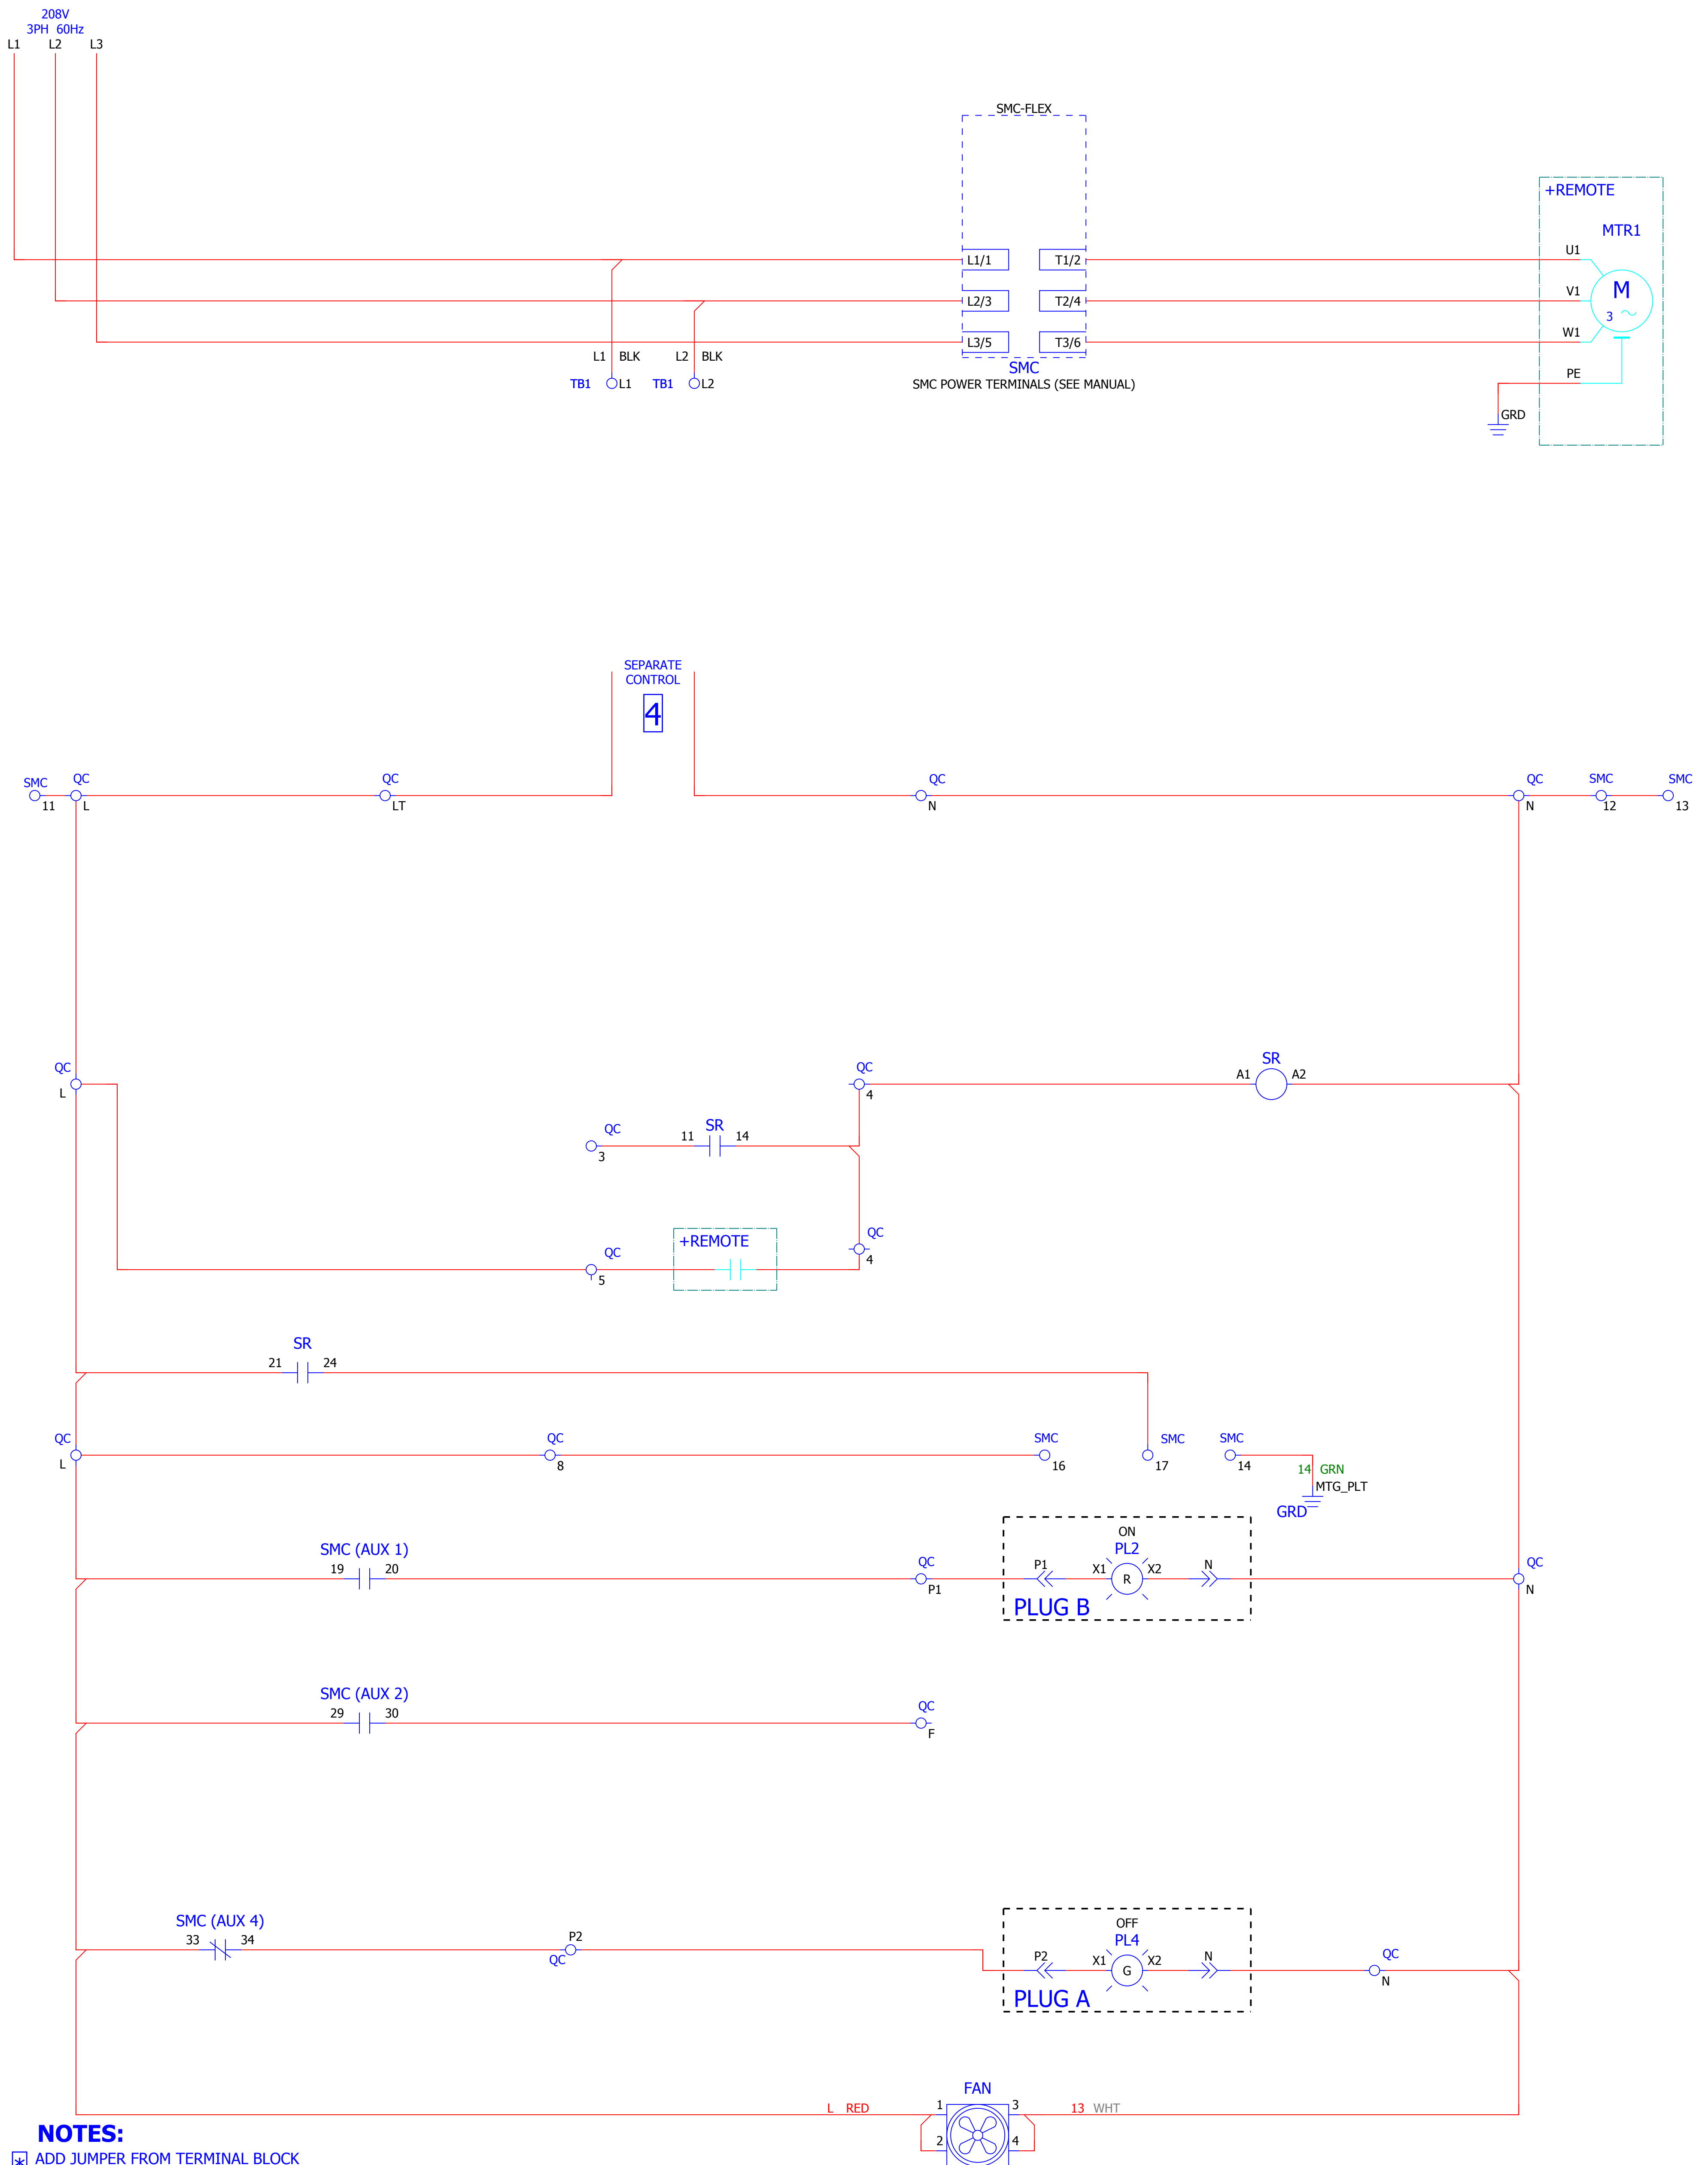 208V
3PH 60Hz
L1 L2 L3
SMC-FLEX
+REMOTE
MTR1
U1
L1/1 T1/2
M
V1
L2/3 T2/4
3
W1
L3/5 T3/6
L1 BLK L2 BLK
SMC
PE
TB1 L1 TB1 L2
SMC POWER TERMINALS (SEE MANUAL)
GRD
SEPARATE
CONTROL
4
SMC QC QC QC QC SMC SMC
11 L LT N N 12 13
QC QC SR
A1 A2
L 4
QC SR
11 14
3
QC
+REMOTE
QC
4
5
SR
21 24
QC QC SMC SMC SMC
L 8 16 17 14
14 GRN
MTG_PLT
GRD
ON
SMC (AUX 1) PL2
19 20 QC P1 X1 R X2 N QC
P1 N
PLUG B
SMC (AUX 2)
29 30 QC
F
SMC (AUX 4) OFF
33 34 P2 PL4
QC P2 X1 G X2 N QC
N
PLUG A
FAN
L RED 1 3 13 WHT
NOTES:
2 4
* ADD JUMPER FROM TERMINAL BLOCK